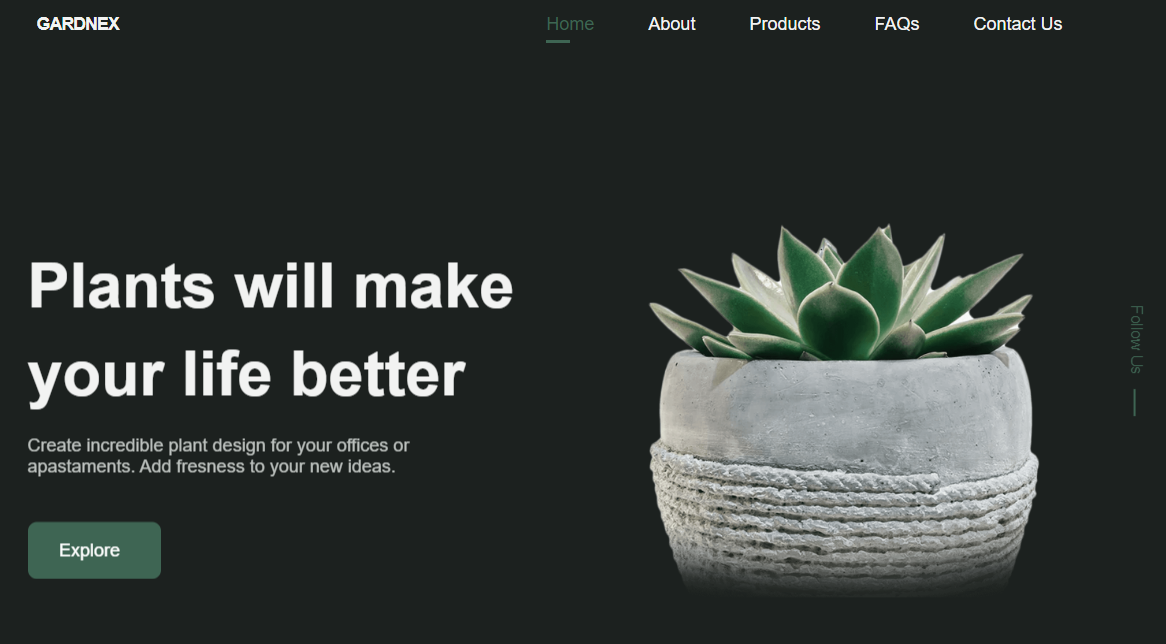 GARDNEX
Home About Products FAQs Contact Us
Plants will make
your life better
Create incredible plant design for your offices or
apastaments. Add fresness to your new ideas.
Explore
Follow Us